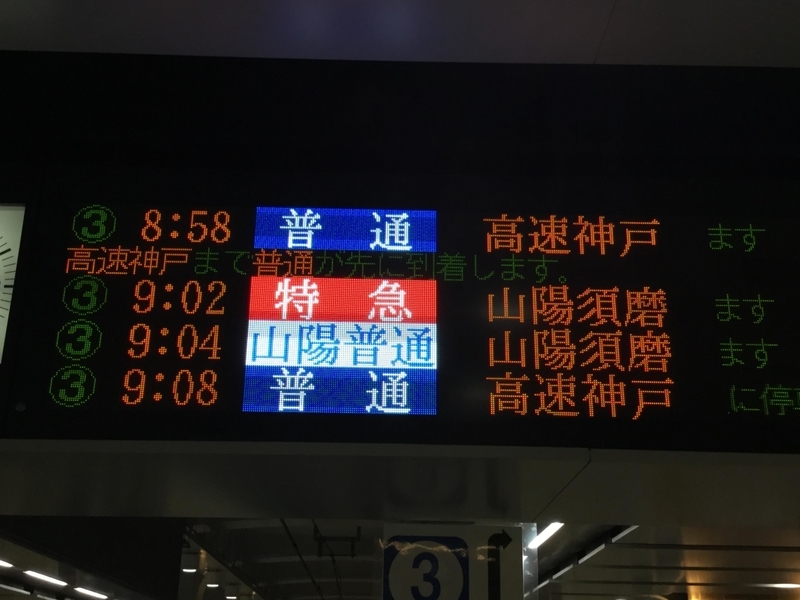 ③ 8:58 普通 高速神戸 ます
高速神戸まで普通が先に到着します。
③ 9:02 特急 山陽須磨 ます
③ 9:04 山陽普通 山陽須磨 ます
③ 9:08 普通 高速神戸 に停
3